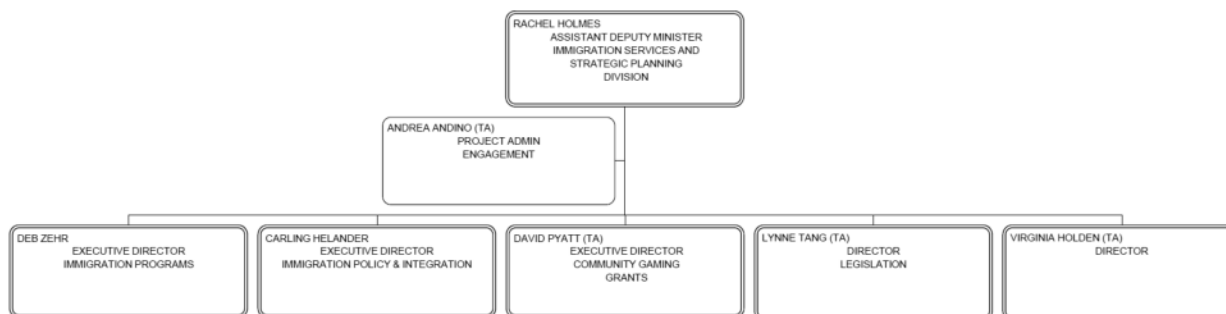 RACHEL HOLMES
ASSISTANT DEPUTY MINISTER
IMMIGRATION SERVICES AND
STRATEGIC PLANNING
DIVISION
ANDREA ANDINO (TA)
PROJECT ADMIN
ENGAGEMENT
DEB ZEHR
EXECUTIVE DIRECTOR
IMMIGRATION PROGRAMS
CARLING HELANDER
EXECUTIVE DIRECTOR
IMMIGRATION POLICY & INTEGRATION
DAVID PYATT (TA)
EXECUTIVE DIRECTOR
COMMUNITY GAMING
GRANTS
LYNNE TANG (TA)
DIRECTOR
LEGISLATION
VIRGINIA HOLDEN (TA)
DIRECTOR